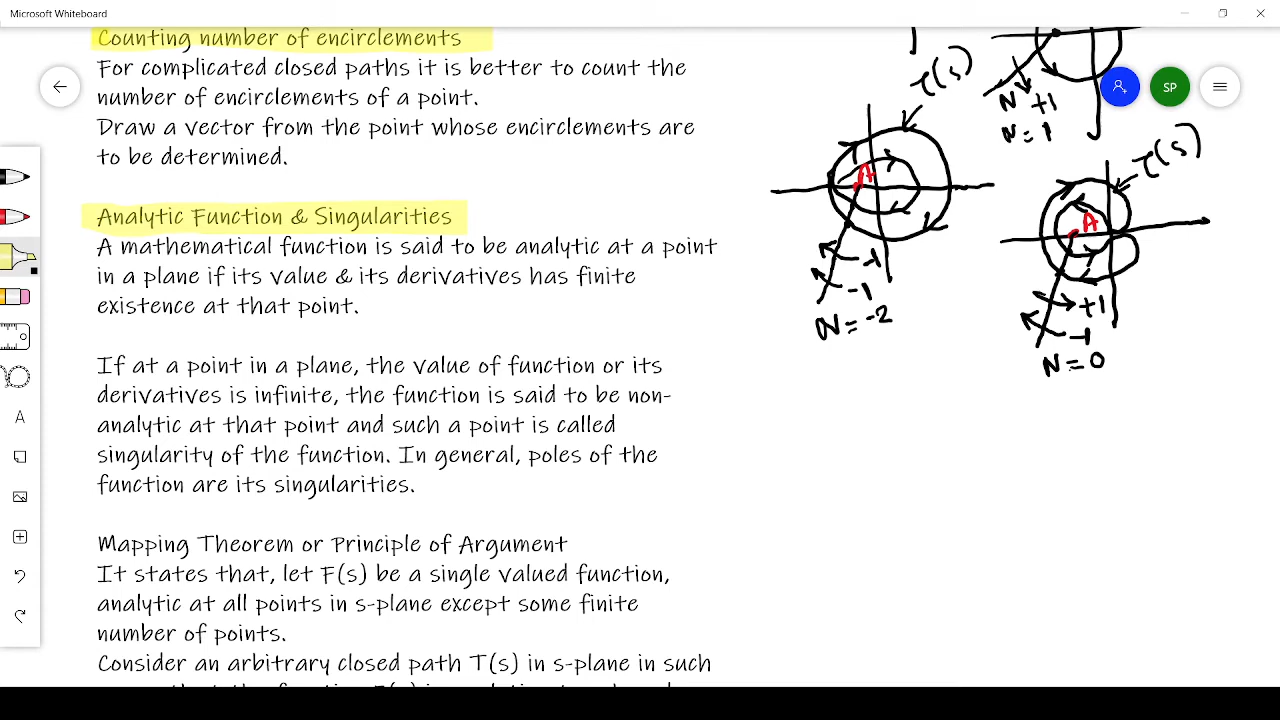 Microsoft Whiteboard
Counting number of encirclements
For complicated closed paths it is better to count the
number of encirclements of a point.
Draw a vector from the point whose encirclements are
to be determined.
Analytic Function & Singularities
A mathematical function is said to be analytic at a point
in a plane if its value & its derivatives has finite
existence at that point.
If at a point in a plane, the value of function or its
derivatives is infinite, the function is said to be non-
analytic at that point and such a point is called
singularity of the function. In general, poles of the
function are its singularities.
Mapping Theorem or Principle of Argument
It states that, let F(s) be a single valued function,
analytic at all points in s-plane except some finite
number of points.
Consider an arbitrary closed path T(s) in s-plane in such
SP
A
τ(s)
N +1
N=1
A
-1
-1
N=-2
τ(s)
A
+1
-1
N=0